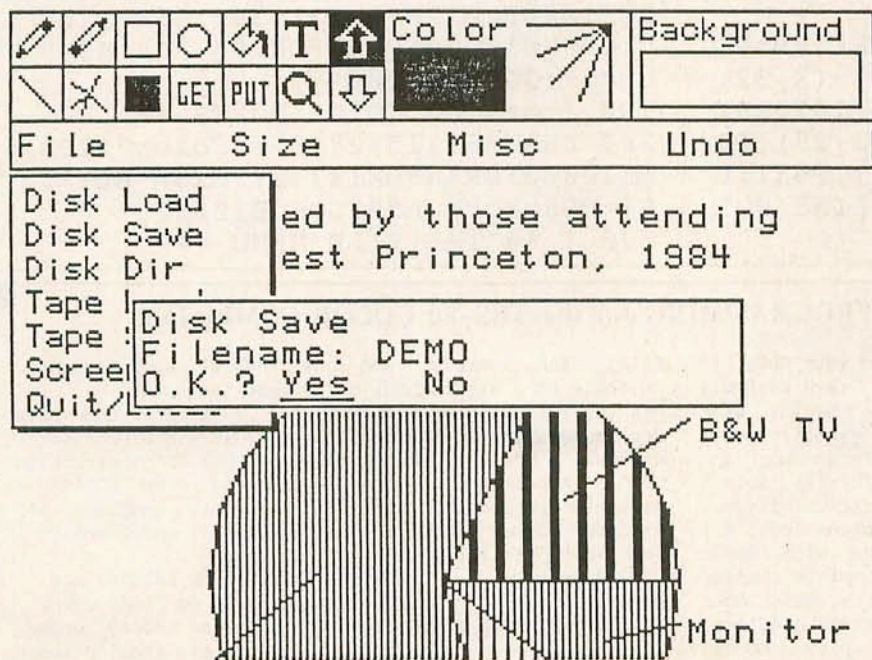 T Color Background
GET PUT
File Size Misc Undo
Disk Load
Disk Save
Disk Dir
Tape
Tape
Quit/
ed by those attending
est Princeton, 1984
Disk Save
Filename: DEMO
O K ? Yes No
B&W TV
Monitor